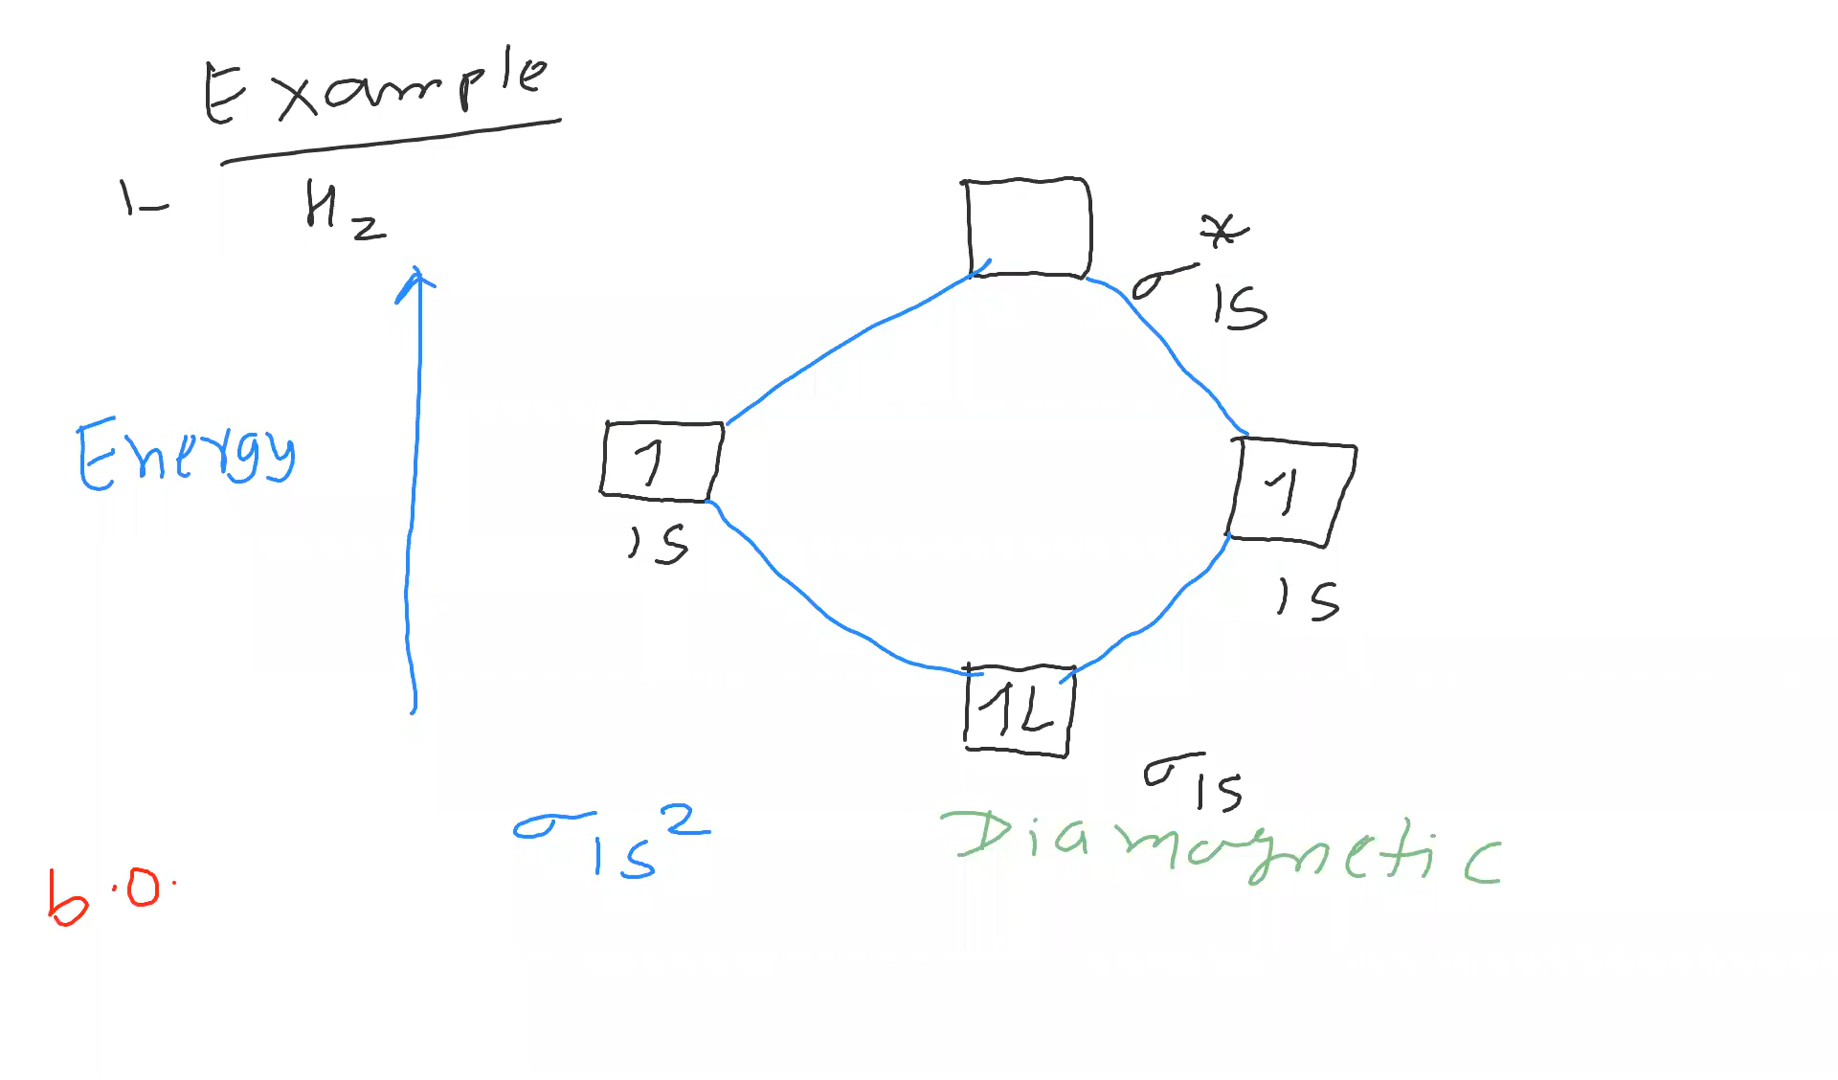 Example
1- H2
σ* 1s
Energy
1
1
1s
1s
1L
σ1s
σ1s²
Diamagnetic
b.o.